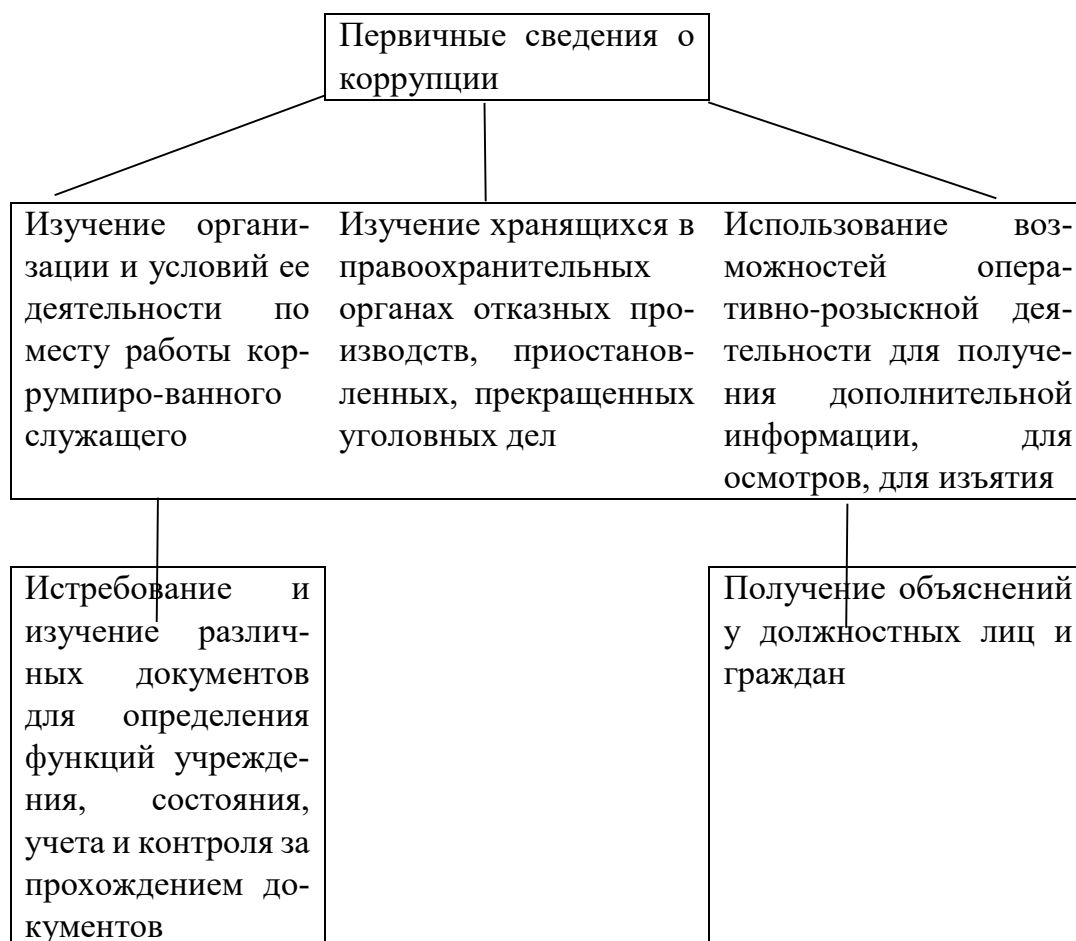 Первичные сведения о
коррупции
Изучение органи-
зации и условий ее
деятельности по
месту работы кор-
румпиро-ванного
служащего
Изучение хранящихся в
правоохранительных
органах отказных про-
изводств, приостанов-
ленных, прекращенных
уголовных дел
Использование воз-
можностей опера-
тивно-розыскной дея-
тельности для получе-
ния дополнительной
информации, для
осмотров, для изъятия
Истребование и
изучение различ-
ных документов
для определения
функций учрежде-
ния, состояния,
учета и контроля за
прохождением до-
кументов
Получение объяснений
у должностных лиц и
граждан